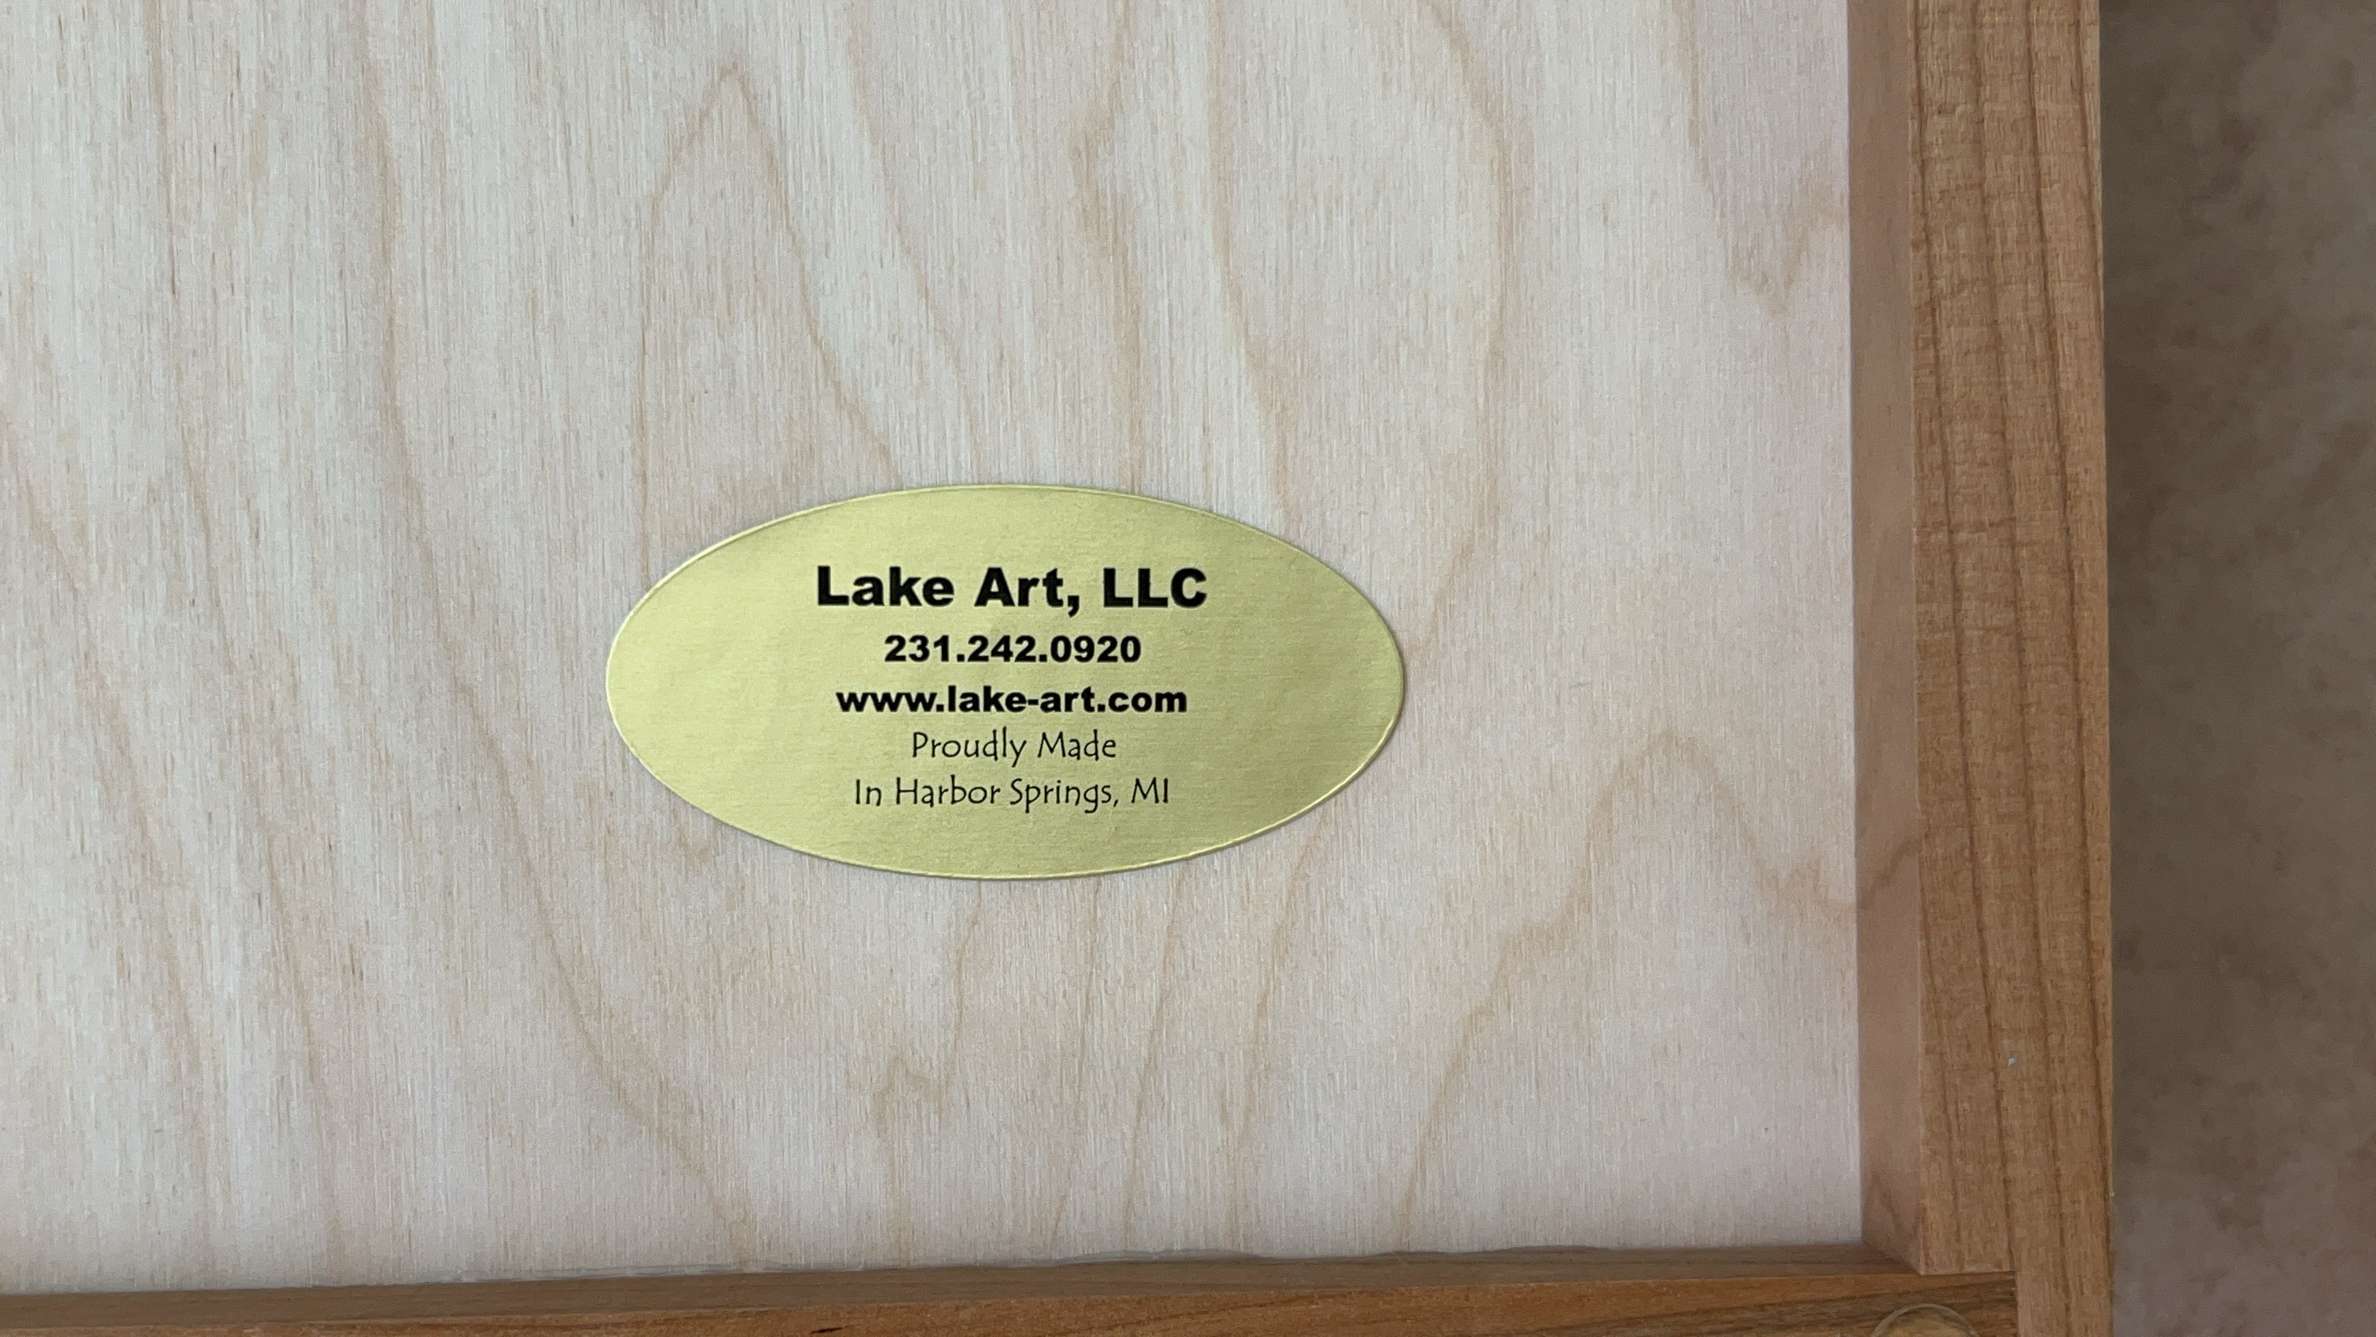 Lake Art, LLC
231.242.0920
www.lake-art.com
Proudly Made
In Harbor Springs, MI